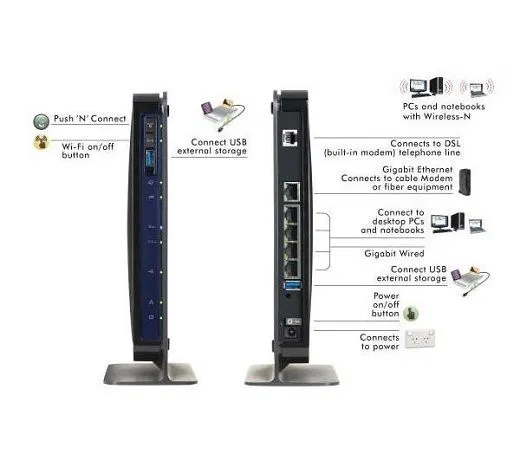 Push 'N' Connect
Wi-Fi on/off
button
Connect USB
external storage
PCs and notebooks
with Wireless-N
Connects to DSL
(built-in modem) telephone line
Gigabit Ethernet
Connects to cable Modem
or fiber equipment
Connect to
desktop PCs
and notebooks
Gigabit Wired
Connect USB
external storage
Power
on/off
button
Connects
to power